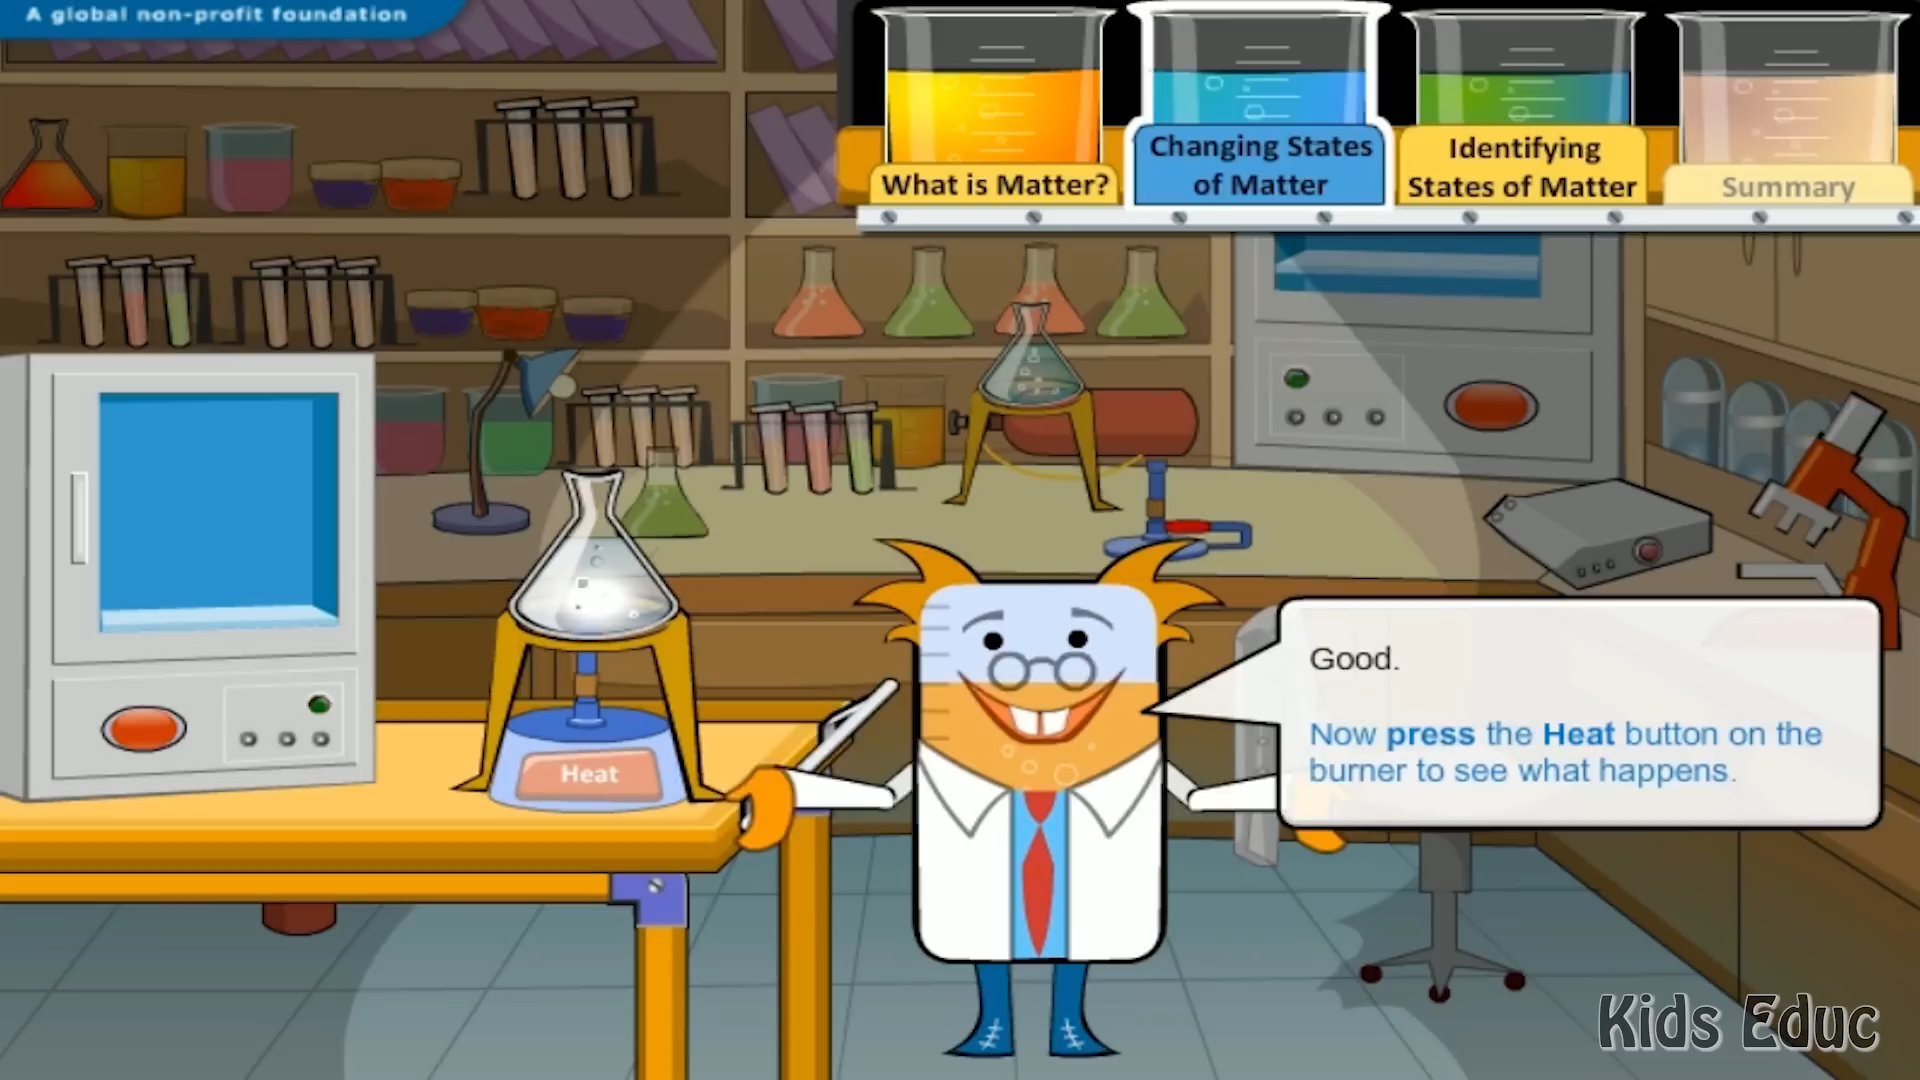 A global non-profit foundation
What is Matter?
Changing States
of Matter
Identifying
States of Matter
Summary
Good.
Now press the Heat button on the
burner to see what happens.
Heat
Kids Educ